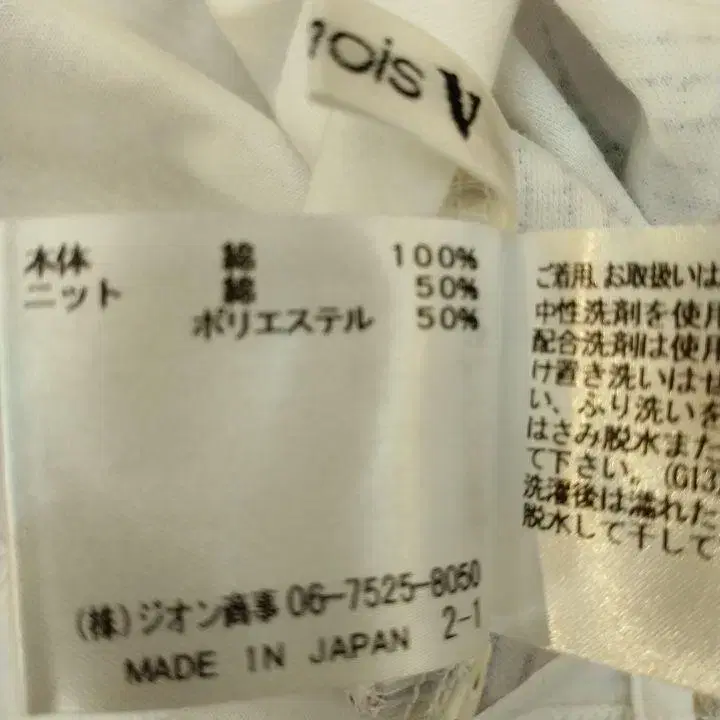 nois V
本体 綿 100%
ニット 綿 50%
ポリエステル 50%
(株)ジオン商事 06-7525-8050
2-1
MADE IN JAPAN
ご着用、お取扱いは
中性洗剤を使用
配合洗剤は使用
け置き洗いはせ
い、ふり洗いを
はさみ脱水また
て下さい。(G13)
洗濯後は濡れた
脱水して干して